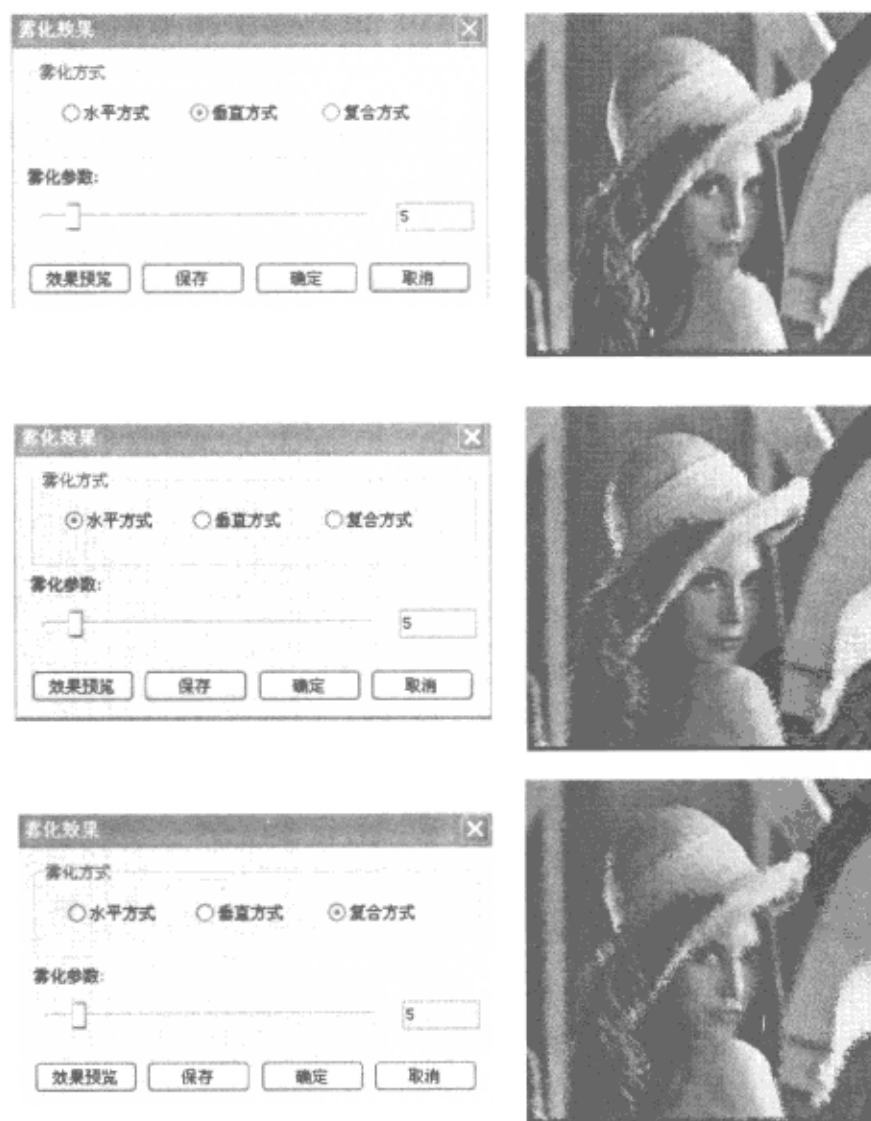 雾化效果
雾化方式
水平方式 垂直方式 复合方式
雾化参数:
5
效果预览 保存 确定 取消
雾化效果
雾化方式
水平方式 垂直方式 复合方式
雾化参数:
5
效果预览 保存 确定 取消
雾化效果
雾化方式
水平方式 垂直方式 复合方式
雾化参数:
5
效果预览 保存 确定 取消